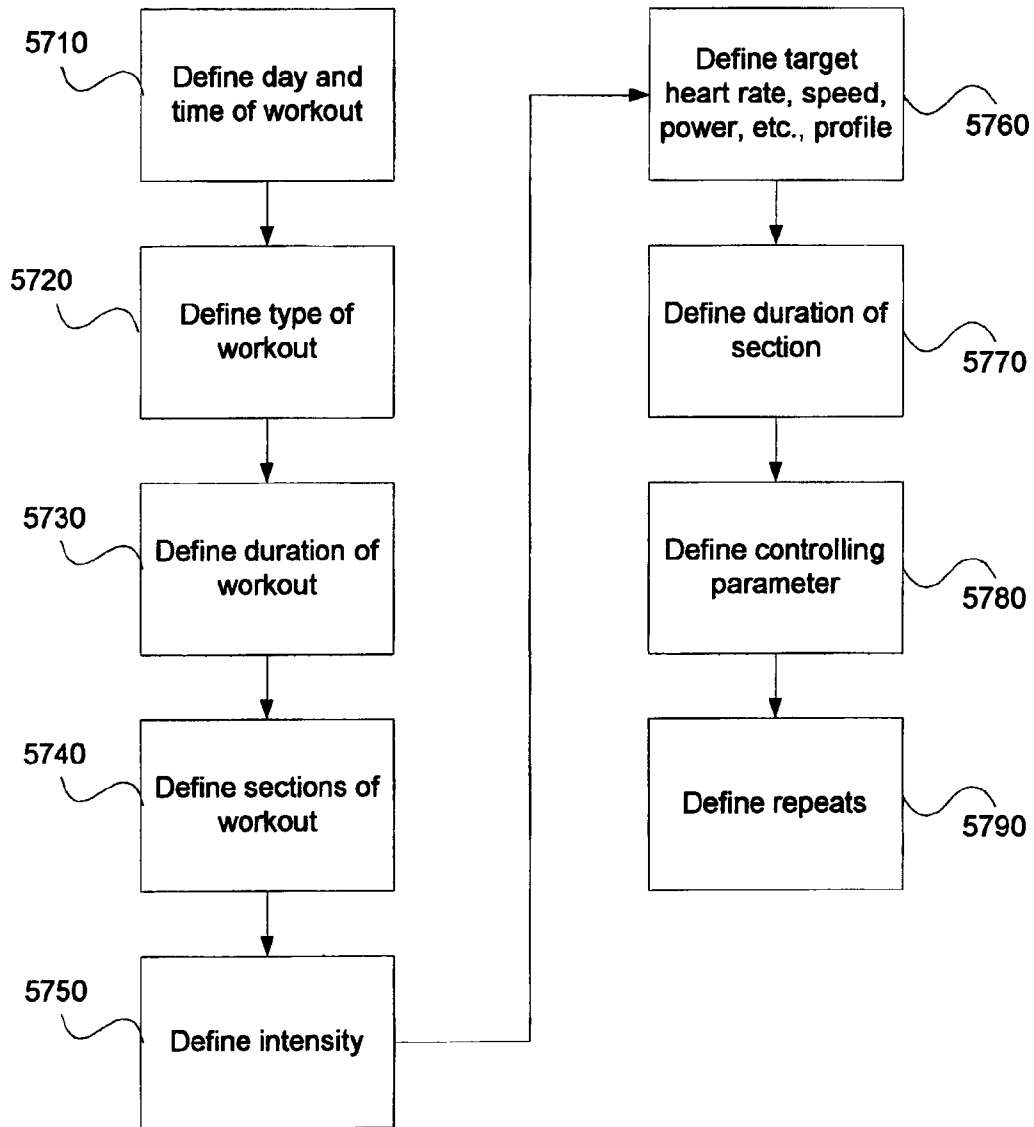 5710
Define day and
time of workout
5720
Define type of
workout
5730
Define duration of
workout
5740
Define sections of
workout
5750
Define intensity
Define target
heart rate, speed,
power, etc., profile
5760
Define duration of
section
5770
Define controlling
parameter
5780
Define repeats
5790